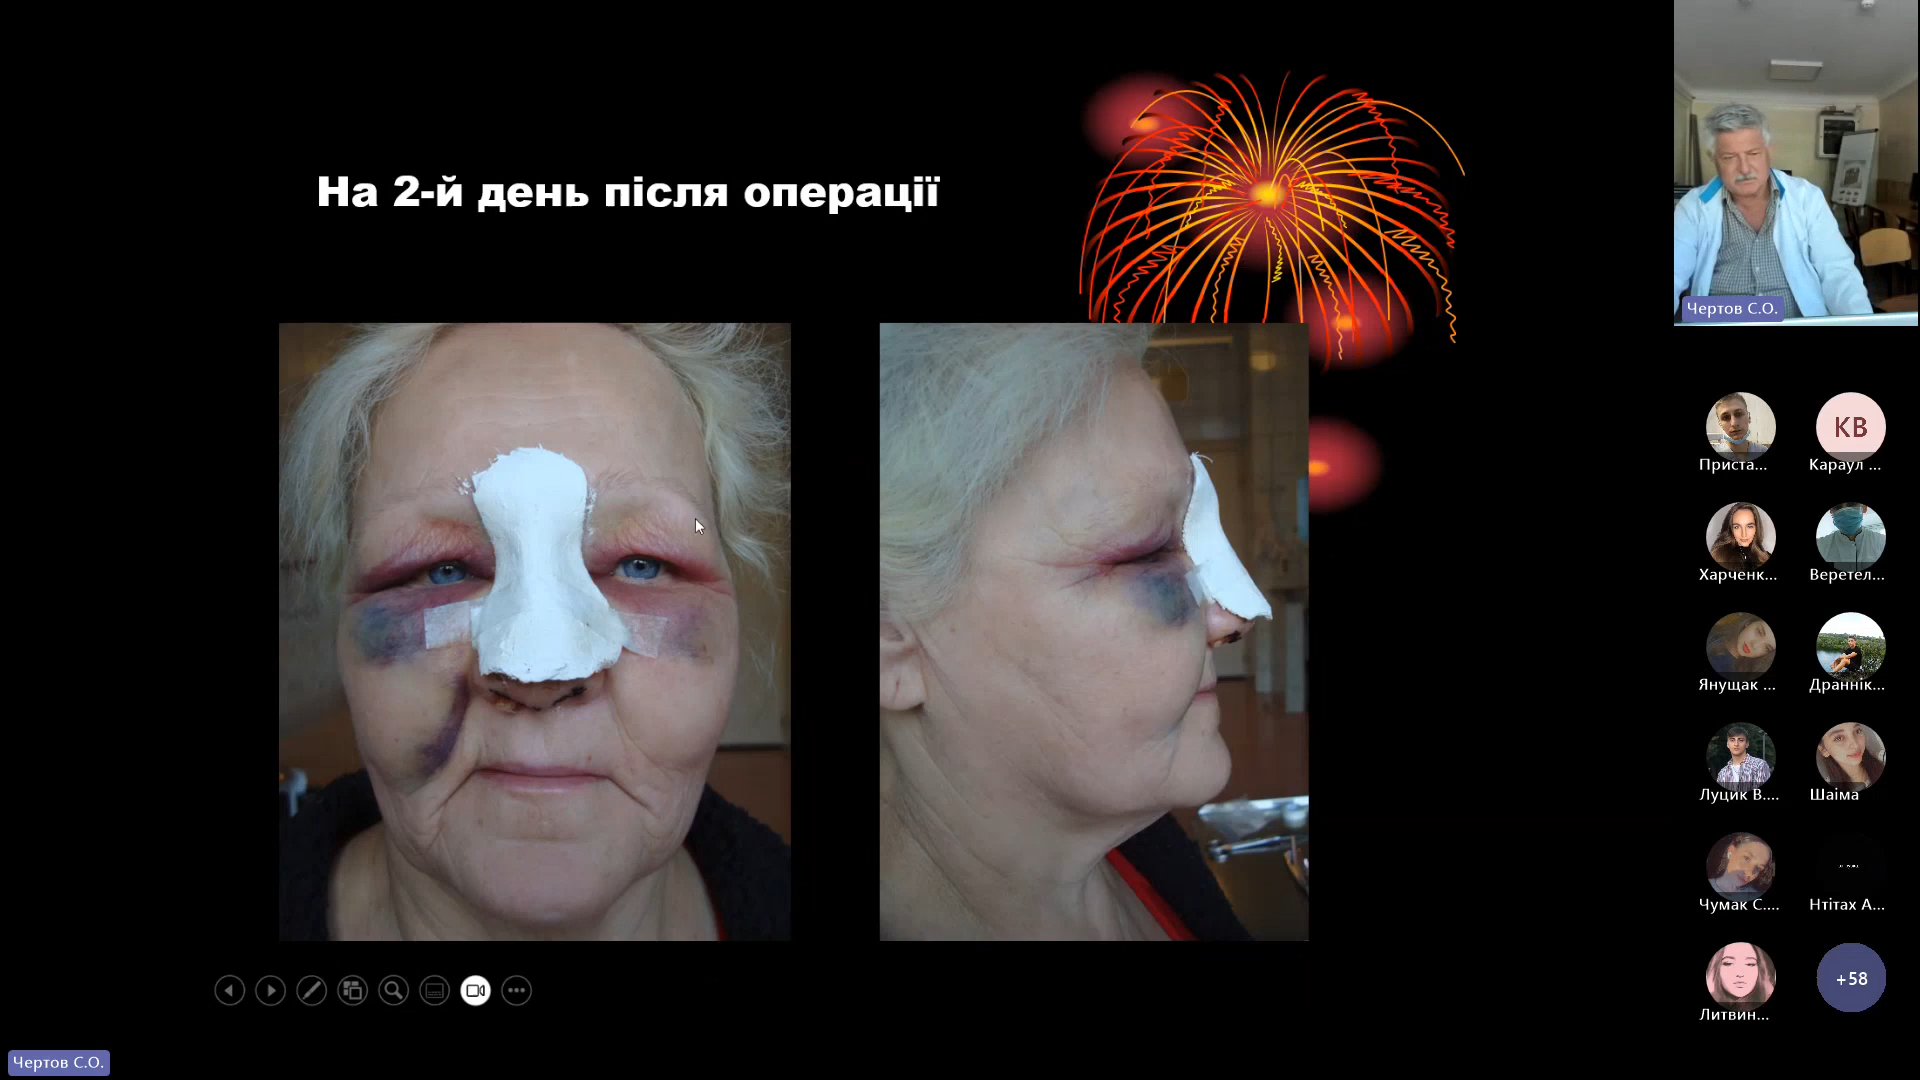 На 2-й день після операції
Чертов С.О.
Приста...
КВ
Караул ...
Харченк...
Веретел...
Янущак ...
Драннік...
Луцик В....
Шаіма
Чумак С....
Нтітах А...
Литвин...
+58
Чертов С.О.